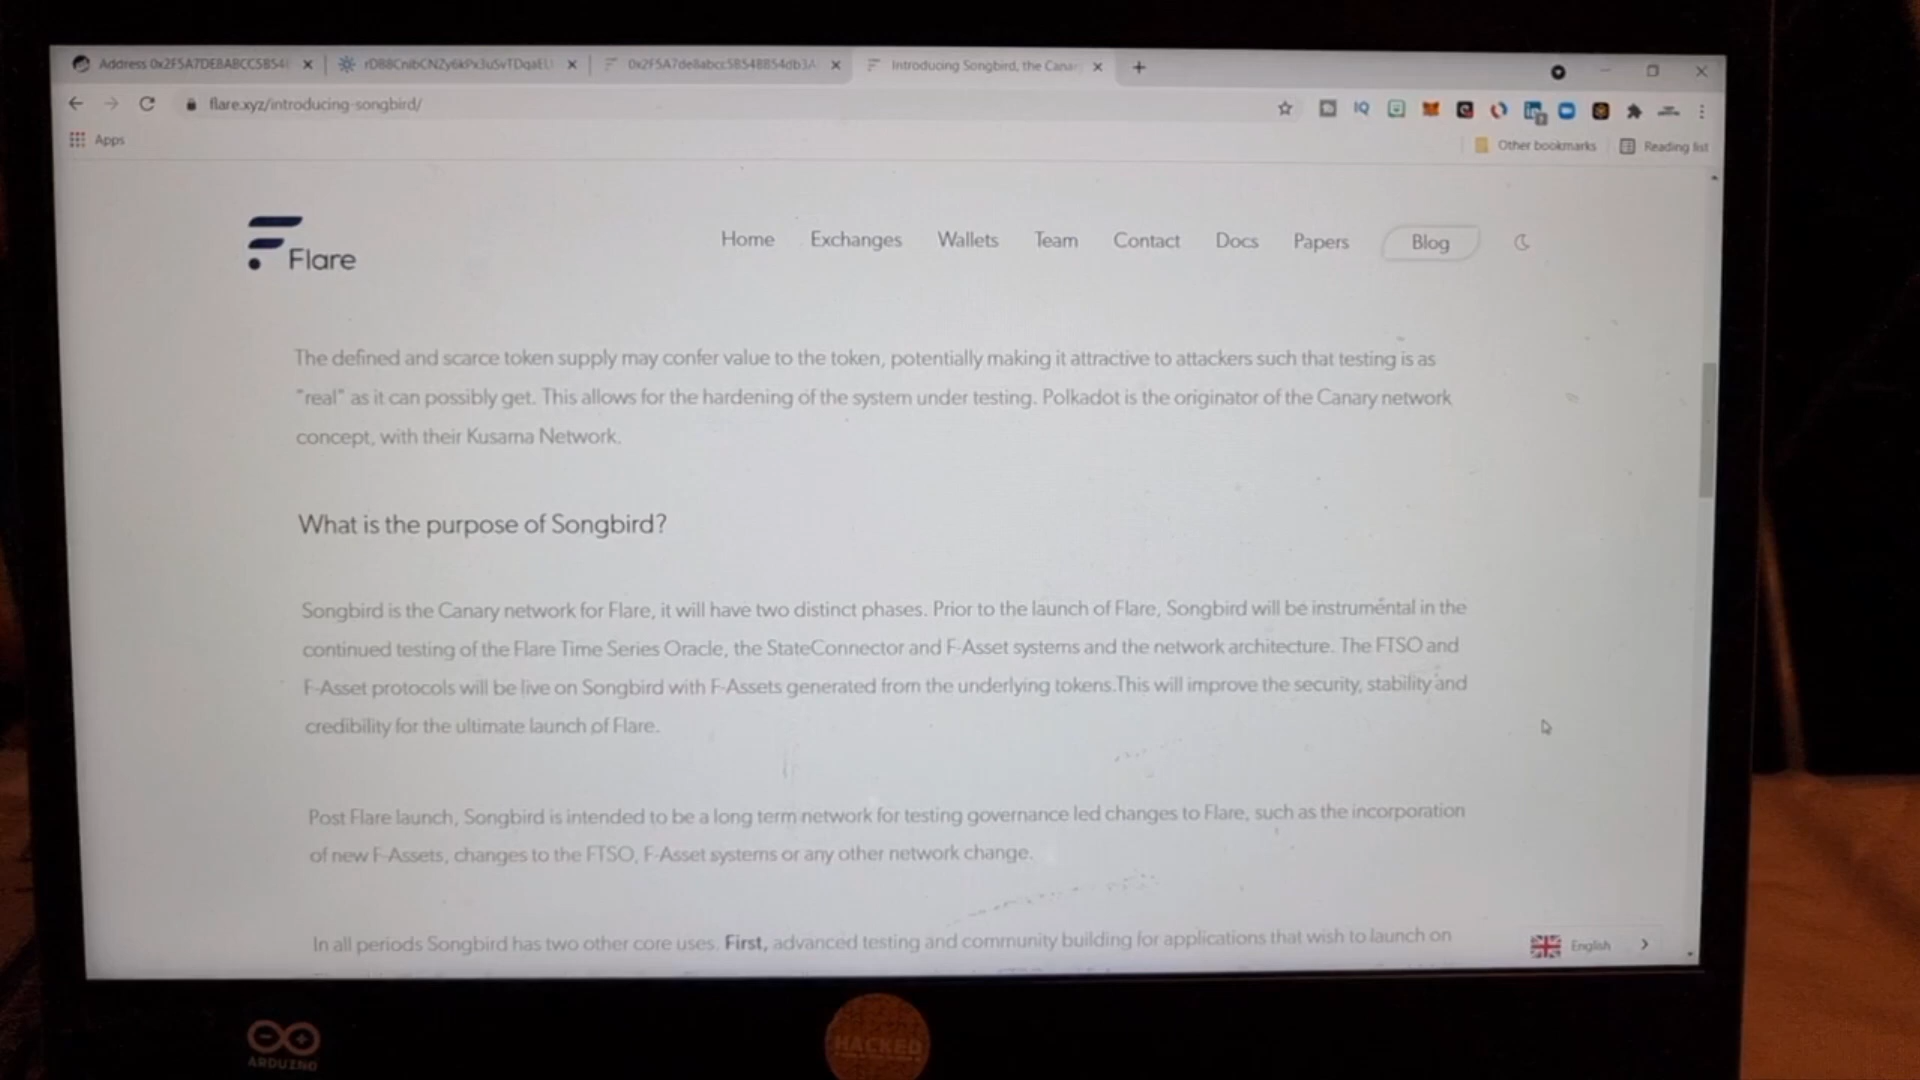 Address 0x2F5A7DE8ABCC5B54
Introducing Songbird, the Canar
flare.xyz/introducing-songbird/
IQ
Apps
Other bookmarks
Reading list
Flare
Home
Exchanges
Wallets
Team
Contact
Docs
Papers
Blog
The defined and scarce token supply may confer value to the token, potentially making it attractive to attackers such that testing is as
"real" as it can possibly get. This allows for the hardening of the system under testing. Polkadot is the originator of the Canary network
concept, with their Kusama Network.
What is the purpose of Songbird?
Songbird is the Canary network for Flare, it will have two distinct phases. Prior to the launch of Flare, Songbird will be instrumental in the
continued testing of the Flare Time Series Oracle, the StateConnector and F-Asset systems and the network architecture. The FTSO and
F-Asset protocols will be live on Songbird with F-Assets generated from the underlying tokens.This will improve the security, stability and
credibility for the ultimate launch of Flare.
Post Flare launch, Songbird is intended to be a long term network for testing governance led changes to Flare, such as the incorporation
of new F-Assets, changes to the FTSO, F-Asset systems or any other network change.
In all periods Songbird has two other core uses. First, advanced testing and community building for applications that wish to launch on
English
ARDUINO
HACKED